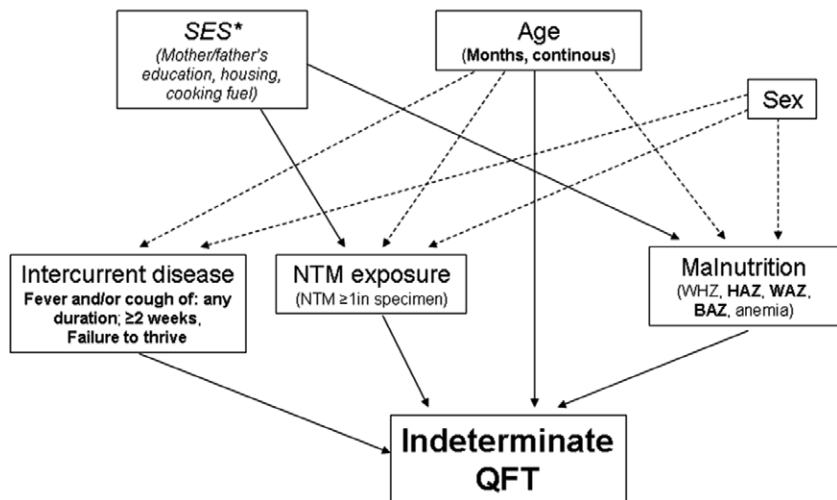 SES*
(Mother/father's
education, housing,
cooking fuel)
Age
(Months, continous)
Sex
Intercurrent disease
Fever and/or cough of: any
duration; ≥2 weeks,
Failure to thrive
NTM exposure
(NTM ≥1in specimen)
Malnutrition
(WHZ, HAZ, WAZ,
BAZ, anemia)
Indeterminate
QFT